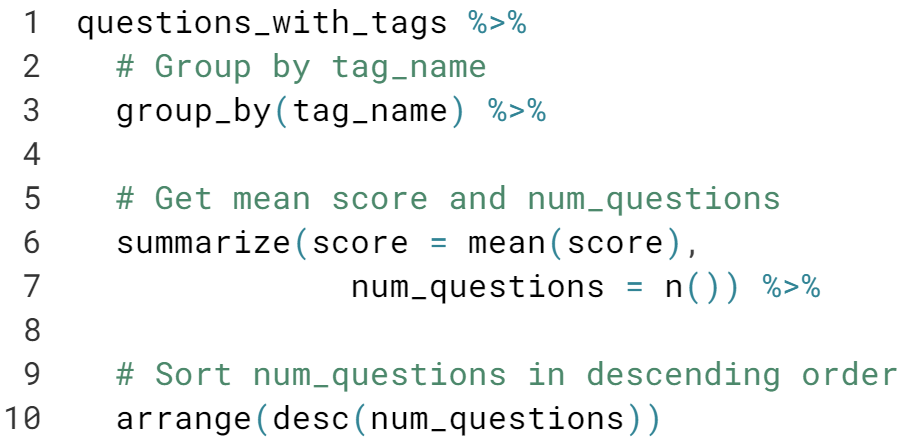 1 questions_with_tags %>%
2   # Group by tag_name
3   group_by(tag_name) %>%
4
5   # Get mean score and num_questions
6   summarize(score = mean(score),
7               num_questions = n()) %>%
8
9   # Sort num_questions in descending order
10   arrange(desc(num_questions))